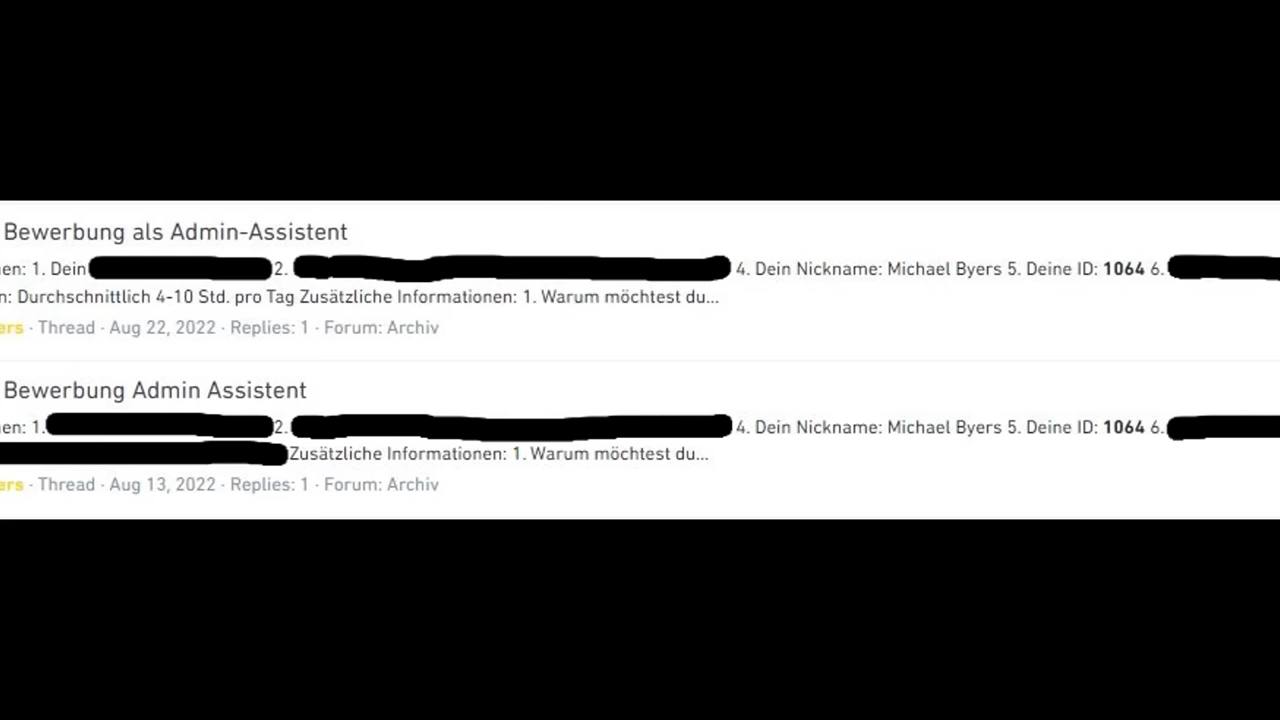 Bewerbung als Admin-Assistent
en: 1. Dein 2. 4. Dein Nickname: Michael Byers 5. Deine ID: 1064 6.
n: Durchschnittlich 4-10 Std. pro Tag Zusätzliche Informationen: 1. Warum möchtest du...
ers · Thread · Aug 22, 2022 · Replies: 1 · Forum: Archiv
Bewerbung Admin Assistent
en: 1. 2. 4. Dein Nickname: Michael Byers 5. Deine ID: 1064 6.
Zusätzliche Informationen: 1. Warum möchtest du...
ers · Thread · Aug 13, 2022 · Replies: 1 · Forum: Archiv